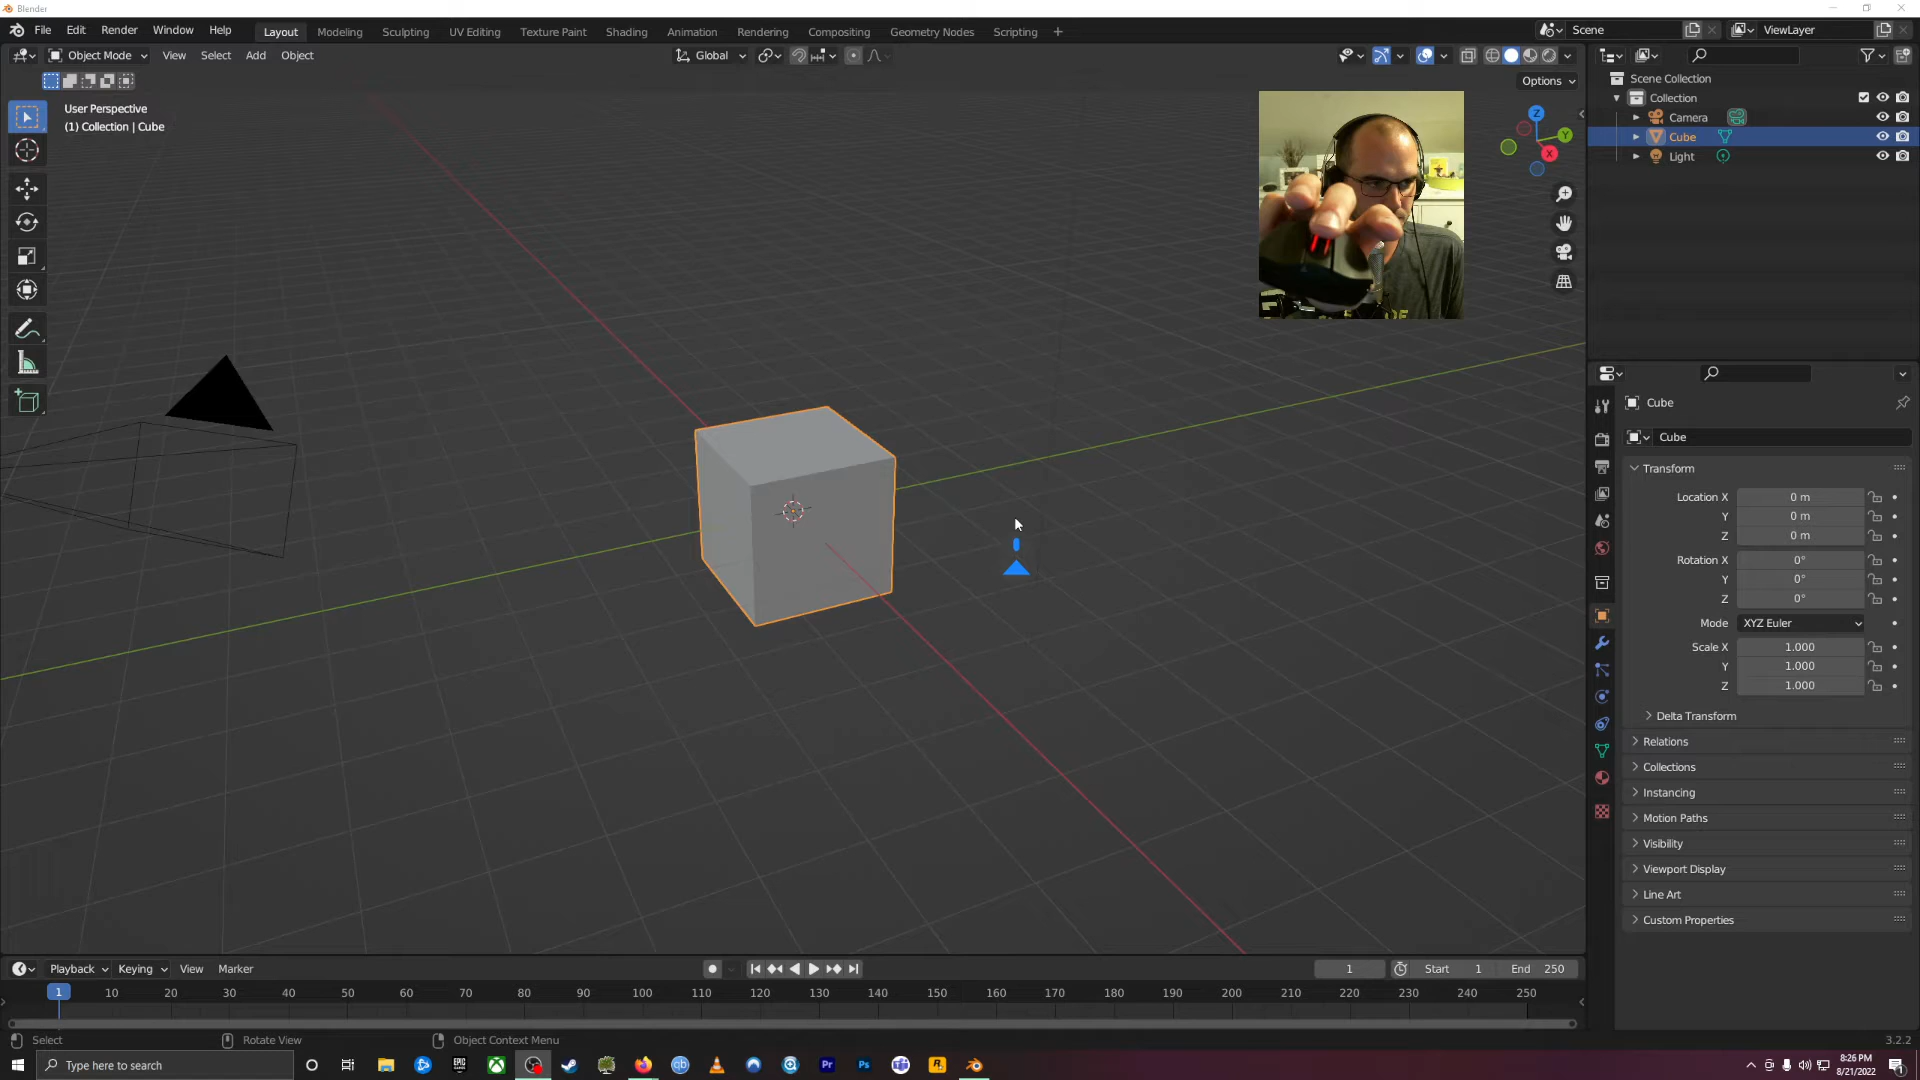 Blender
File Edit Render Window Help Layout Modeling Sculpting UV Editing Texture Paint Shading Animation Rendering Compositing Geometry Nodes Scripting + Scene ViewLayer
Object Mode View Select Add Object Global
Options
User Perspective
(1) Collection | Cube
Z
Y
X
Scene Collection
Collection
Camera
Cube
Light
Cube
Cube
Transform
Location X 0 m
Y 0 m
Z 0 m
Rotation X 0°
Y 0°
Z 0°
Mode XYZ Euler
Scale X 1.000
Y 1.000
Z 1.000
Delta Transform
Relations
Collections
Instancing
Motion Paths
Visibility
Viewport Display
Line Art
Custom Properties
Playback Keying View Marker 1 Start 1 End 250
1 10 20 30 40 50 60 70 80 90 100 110 120 130 140 150 160 170 180 190 200 210 220 230 240 250
Select Rotate View Object Context Menu 3.2.2
Type here to search
EPIC GAMES
qb
Pr
Ps
R
8:26 PM
8/21/2022
1